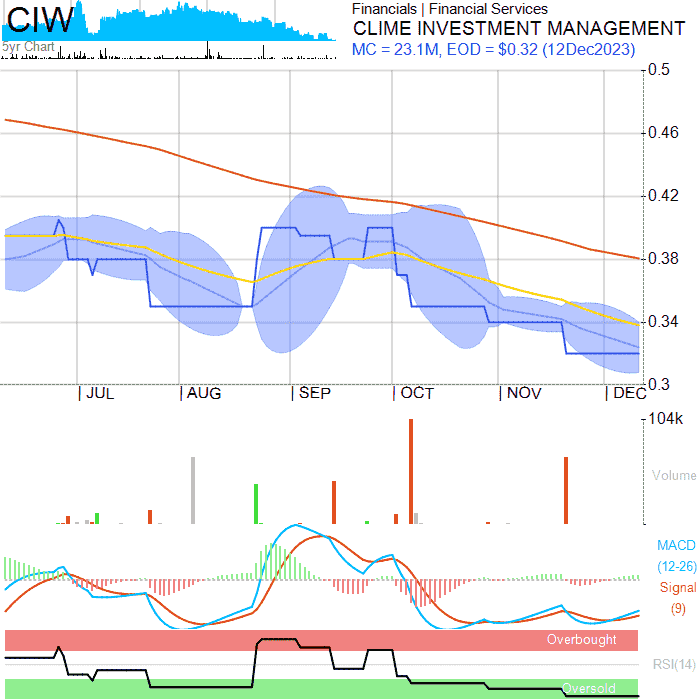 CIW
5yr Chart
Financials | Financial Services
CLIME INVESTMENT MANAGEMENT
MC = 23.1M, EOD = $0.32 (12Dec2023)
0.5
0.46
0.42
0.38
0.34
0.3
JUL
AUG
SEP
OCT
NOV
DEC
104k
Volume
MACD
(12-26)
Signal
(9)
Overbought
RSI(14)
Oversold